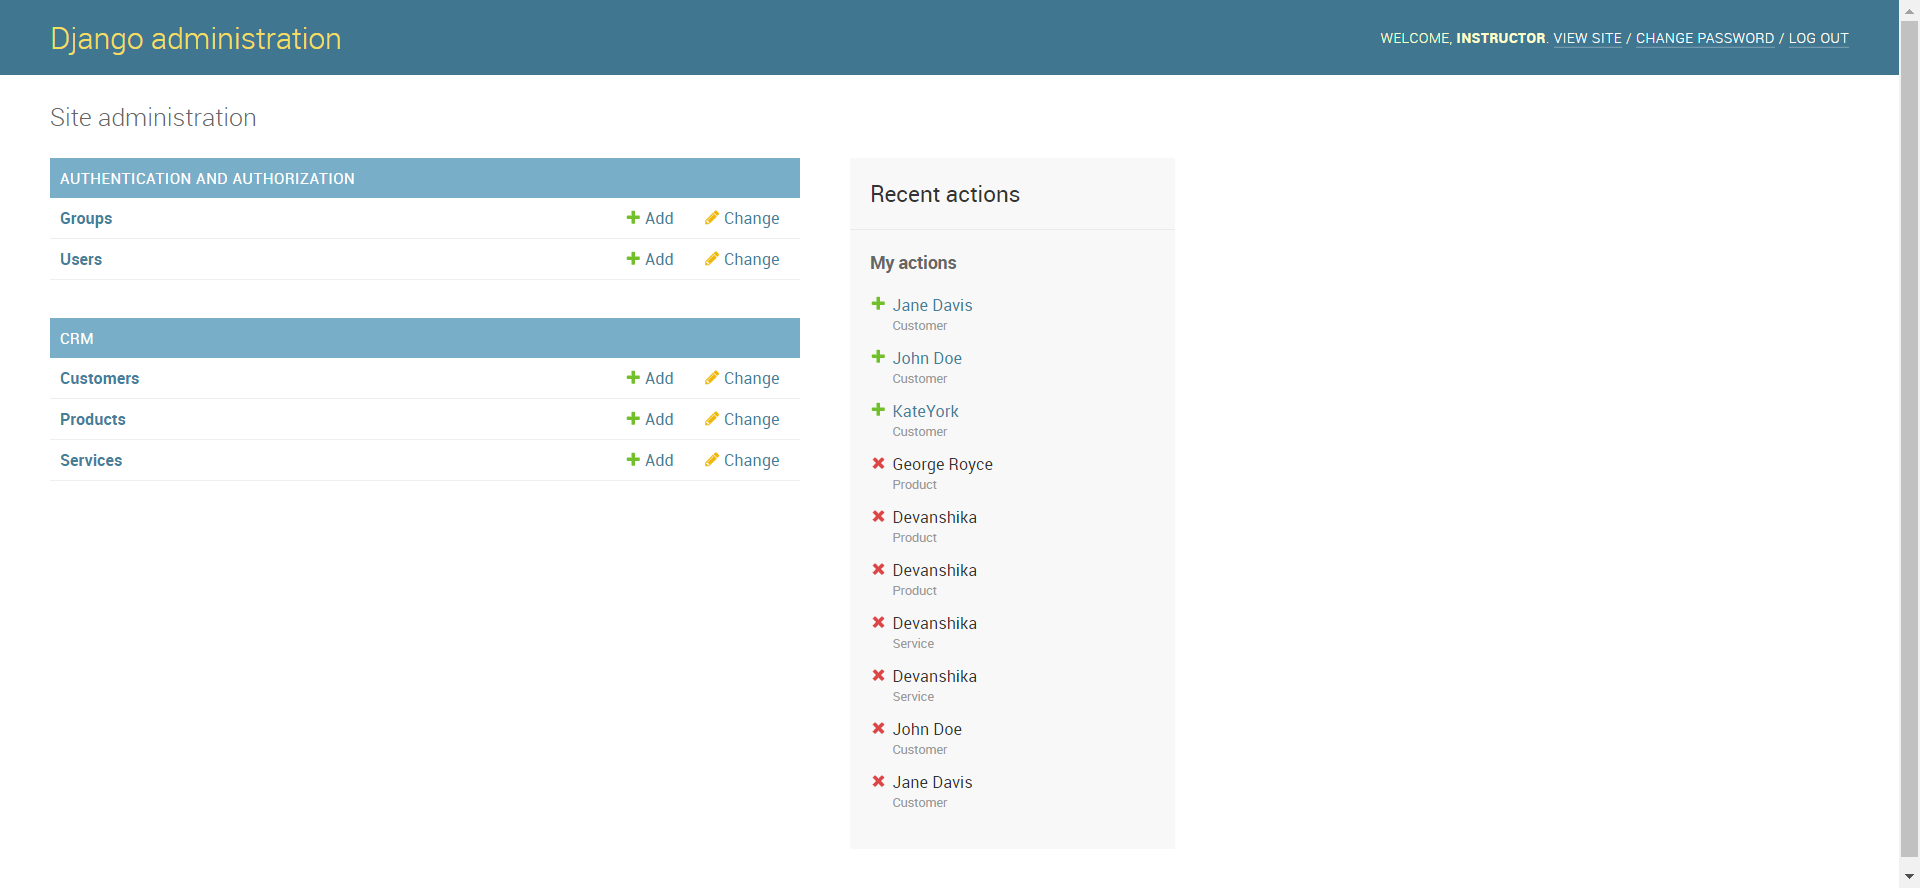 Django administration
WELCOME, INSTRUCTOR. VIEW SITE / CHANGE PASSWORD / LOG OUT
Site administration
AUTHENTICATION AND AUTHORIZATION
Groups Add Change
Users Add Change
CRM
Customers Add Change
Products Add Change
Services Add Change
Recent actions
My actions
Jane Davis
Customer
John Doe
Customer
KateYork
Customer
George Royce
Product
Devanshika
Product
Devanshika
Product
Devanshika
Service
Devanshika
Service
John Doe
Customer
Jane Davis
Customer